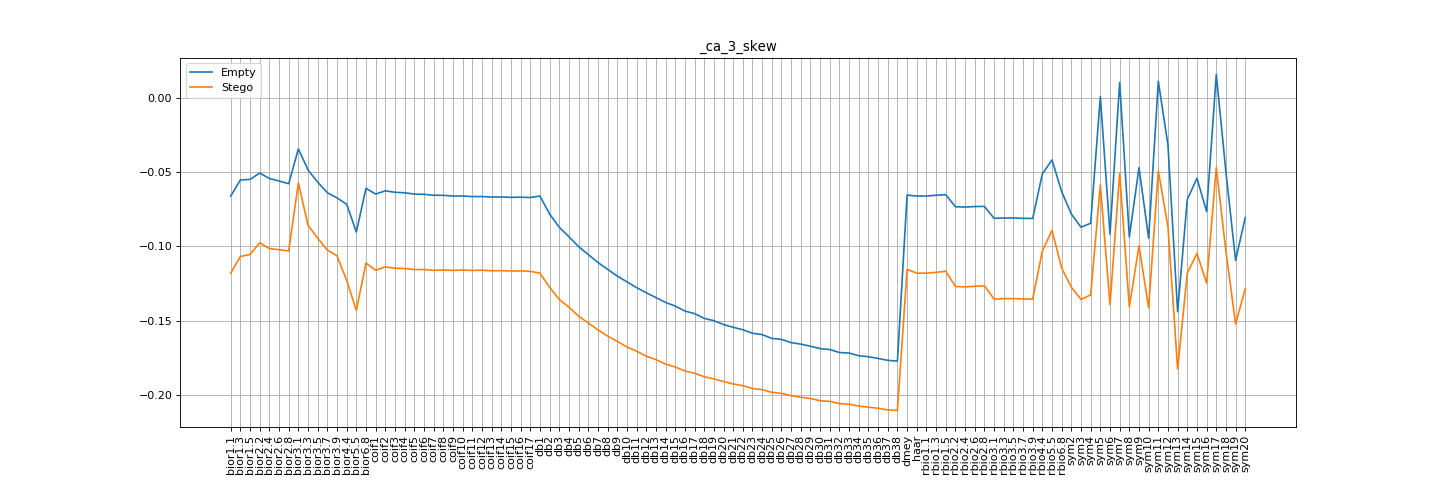 _ca_3_skew
Empty
Stego
0.00
−0.05
−0.10
−0.15
−0.20
bior1.1
bior1.3
bior1.5
bior2.2
bior2.4
bior2.6
bior2.8
bior3.1
bior3.3
bior3.5
bior3.7
bior3.9
bior4.4
bior5.5
bior6.8
coif1
coif2
coif3
coif4
coif5
coif6
coif7
coif8
coif9
coif10
coif11
coif12
coif13
coif14
coif15
coif16
coif17
db1
db2
db3
db4
db5
db6
db7
db8
db9
db10
db11
db12
db13
db14
db15
db16
db17
db18
db19
db20
db21
db22
db23
db24
db25
db26
db27
db28
db29
db30
db31
db32
db33
db34
db35
db36
db37
db38
dmey
haar
rbio1.1
rbio1.3
rbio1.5
rbio2.2
rbio2.4
rbio2.6
rbio2.8
rbio3.1
rbio3.3
rbio3.5
rbio3.7
rbio3.9
rbio4.4
rbio5.5
rbio6.8
sym2
sym3
sym4
sym5
sym6
sym7
sym8
sym9
sym10
sym11
sym12
sym13
sym14
sym15
sym16
sym17
sym18
sym19
sym20